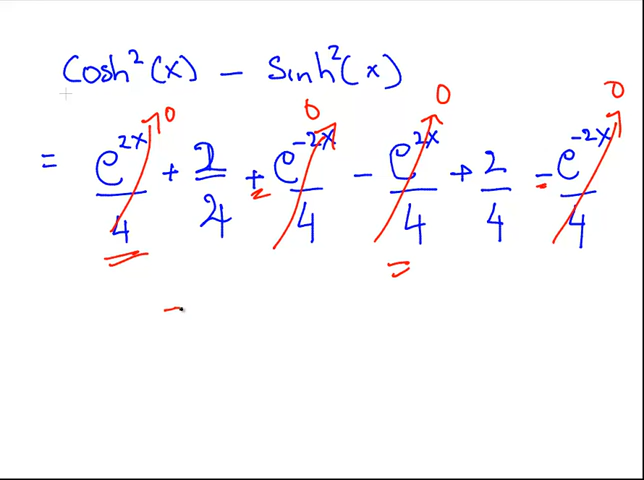 Cosh²(x) − Sinh²(x)
0 0 0 0
= e^{2x}/4 + 2/4 + e^{-2x}/4 − e^{2x}/4 + 2/4 − e^{-2x}/4